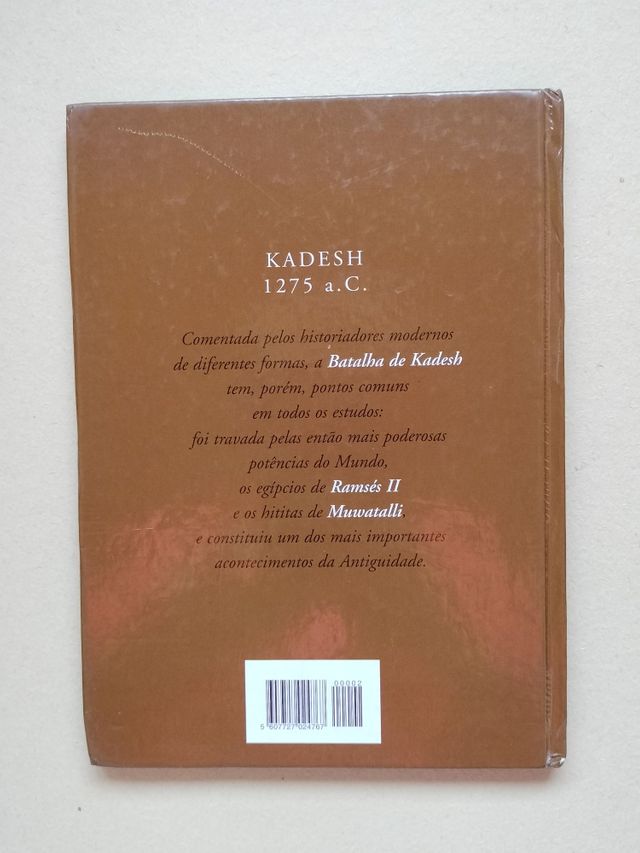 KADESH
1275 a.C.
Comentada pelos historiadores modernos
de diferentes formas, a Batalha de Kadesh
tem, porém, pontos comuns
em todos os estudos:
foi travada pelas então mais poderosas
potências do Mundo,
os egípcios de Ramsés II
e os hititas de Muwatalli,
e constituiu um dos mais importantes
acontecimentos da Antiguidade.
00002
5 607727 024767